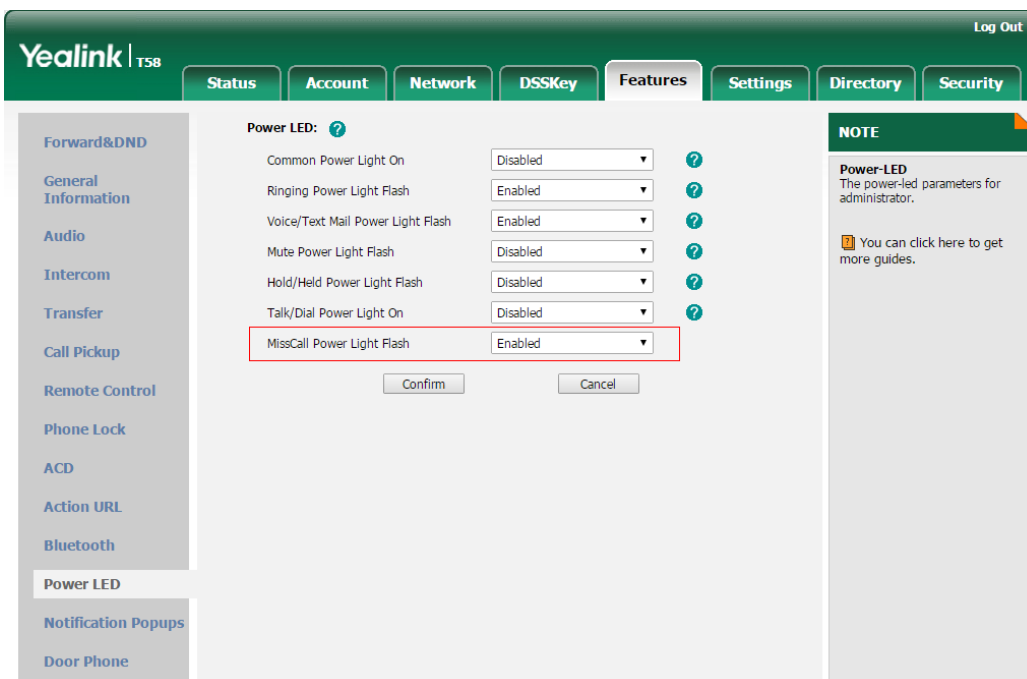 Log Out
Yealink T58
Status Account Network DSSKey Features Settings Directory Security
Forward&DND
General
Information
Audio
Intercom
Transfer
Call Pickup
Remote Control
Phone Lock
ACD
Action URL
Bluetooth
Power LED
Notification Popups
Door Phone
Power LED: ?
Common Power Light On Disabled ?
Ringing Power Light Flash Enabled ?
Voice/Text Mail Power Light Flash Enabled ?
Mute Power Light Flash Disabled ?
Hold/Held Power Light Flash Disabled ?
Talk/Dial Power Light On Disabled ?
MissCall Power Light Flash Enabled
Confirm Cancel
NOTE
Power-LED
The power-led parameters for
administrator.
? You can click here to get
more guides.